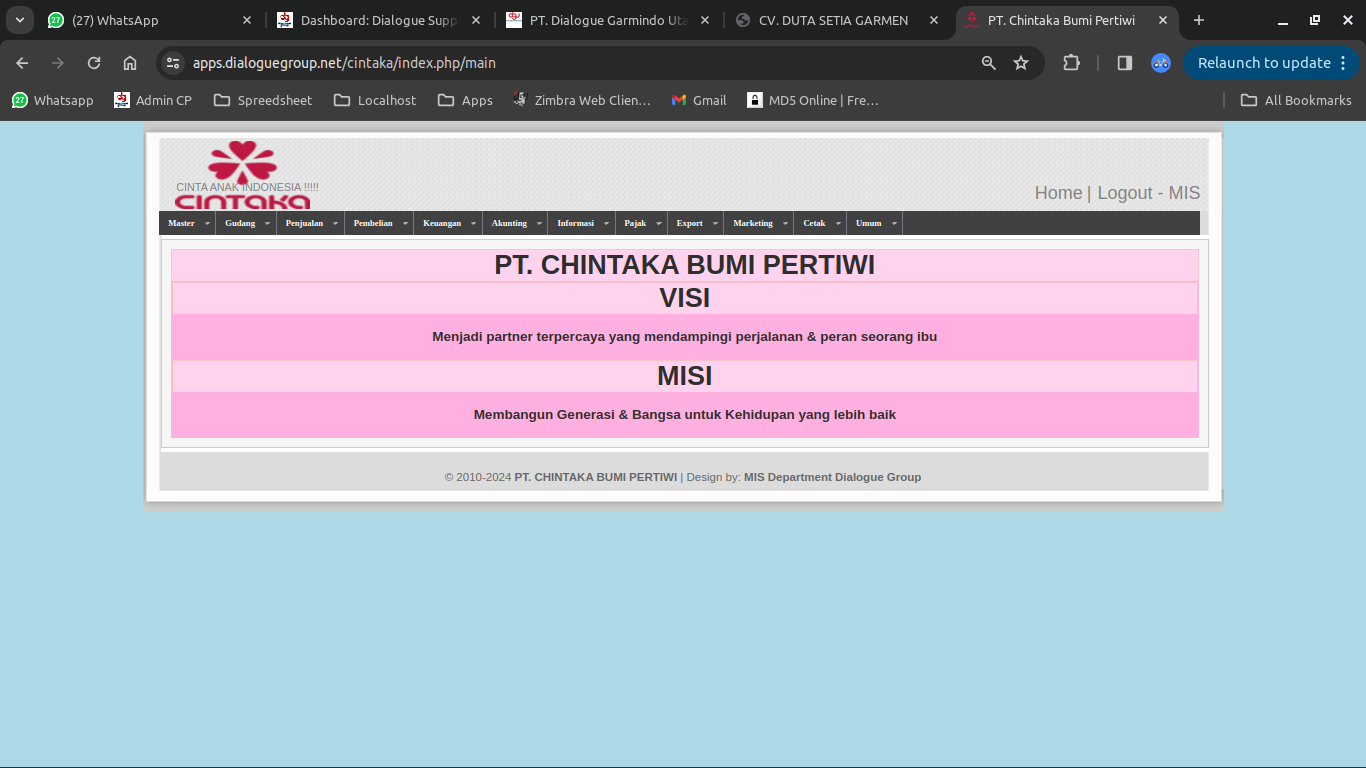 (27) WhatsApp
Dashboard: Dialogue Supp
PT. Dialogue Garmindo Uta
CV. DUTA SETIA GARMEN
PT. Chintaka Bumi Pertiwi
apps.dialoguegroup.net/cintaka/index.php/main
Relaunch to update
27 Whatsapp
Admin CP
Spreedsheet
Localhost
Apps
Zimbra Web Clien…
Gmail
MD5 Online | Fre…
All Bookmarks
CINTA ANAK INDONESIA !!!!!
CINTAKA
Home | Logout - MIS
Master Gudang Penjualan Pembelian Keuangan Akunting Informasi Pajak Export Marketing Cetak Umum
PT. CHINTAKA BUMI PERTIWI
VISI
Menjadi partner terpercaya yang mendampingi perjalanan & peran seorang ibu
MISI
Membangun Generasi & Bangsa untuk Kehidupan yang lebih baik
© 2010-2024 PT. CHINTAKA BUMI PERTIWI | Design by: MIS Department Dialogue Group